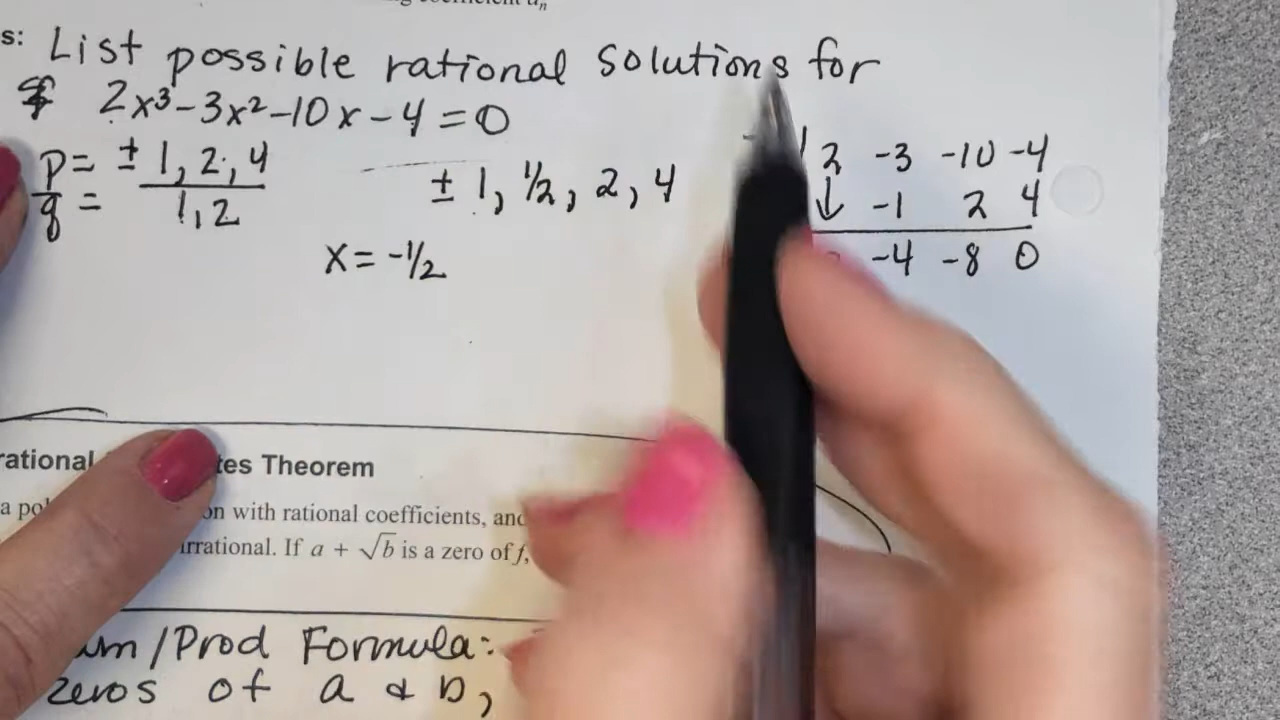 coefficient aₙ
s: List possible rational solutions for
2x³ - 3x² - 10x - 4 = 0
p = ± 1, 2, 4
q = 1, 2
± 1, 1/2, 2, 4
x = -1/2
2 -3 -10 -4
↓ -1 2 4
-4 -8 0
tes Theorem
on with rational coefficients, and
irrational. If a + √b is a zero of f,
/Prod Formula:
zeros of a & b,